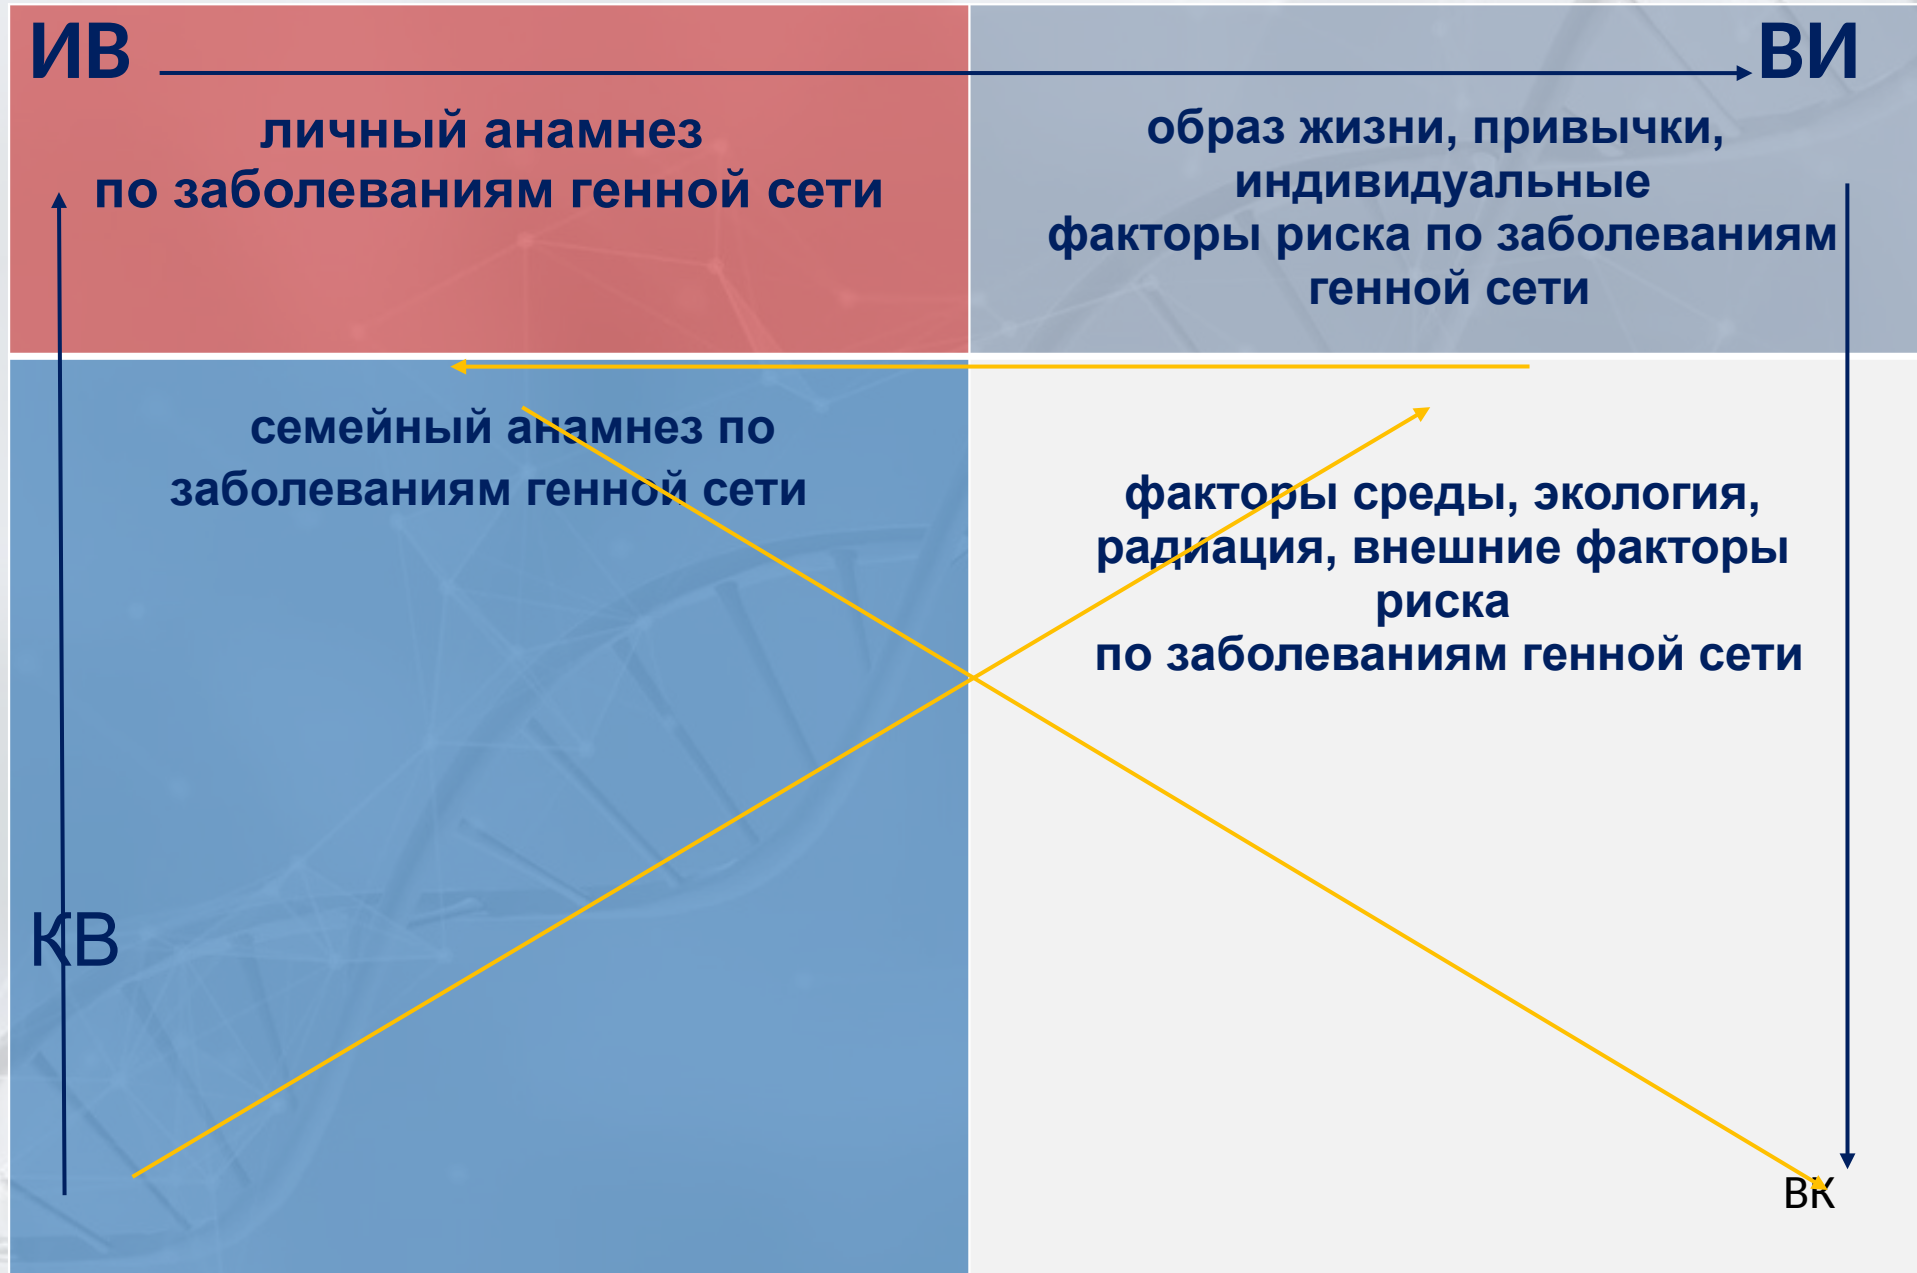 ИВ
ВИ
личный анамнез
по заболеваниям генной сети
образ жизни, привычки,
индивидуальные
факторы риска по заболеваниям
генной сети
семейный анамнез по
заболеваниям генной сети
факторы среды, экология,
радиация, внешние факторы
риска
по заболеваниям генной сети
КВ
ВК